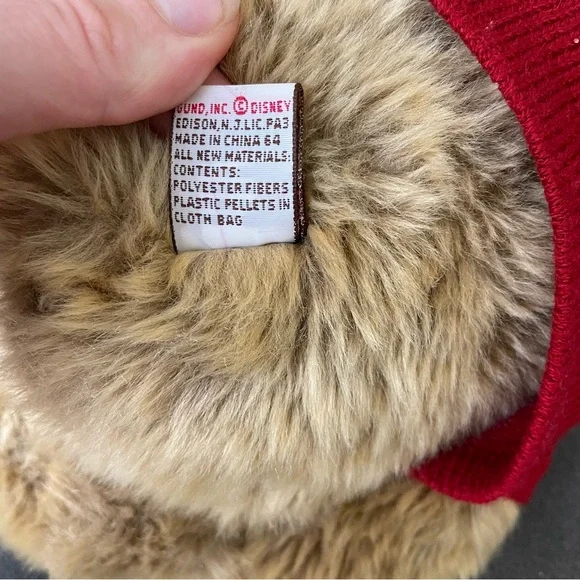 GUND, INC. © DISNEY
EDISON, N.J. LIC. PA3
MADE IN CHINA 64
ALL NEW MATERIALS:
CONTENTS:
POLYESTER FIBERS
PLASTIC PELLETS IN
CLOTH BAG